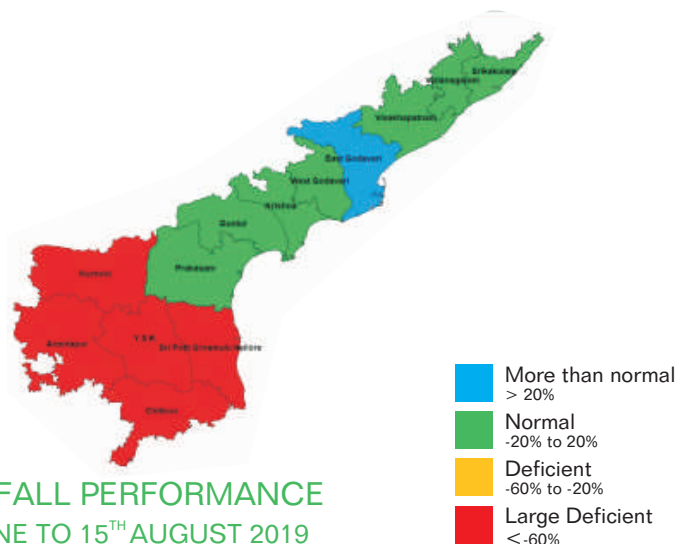 Srikakulam
Vizianagaram
Visakhapatnam
East Godavari
West Godavari
Krishna
Guntur
Prakasam
Kurnool
Anantapur
Y S R
Sri Potti Sriramulu Nellore
Chittoor
More than normal
> 20%
Normal
-20% to 20%
Deficient
-60% to -20%
Large Deficient
<-60%
FALL PERFORMANCE
NE TO 15TH AUGUST 2019